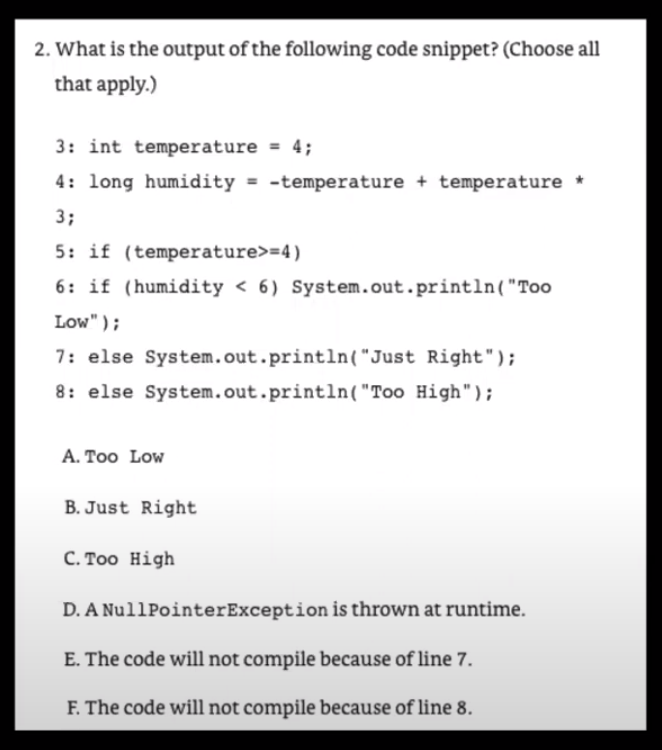 2. What is the output of the following code snippet? (Choose all
that apply.)
3: int temperature = 4;
4: long humidity = -temperature + temperature *
3;
5: if (temperature>=4)
6: if (humidity < 6) System.out.println("Too
Low");
7: else System.out.println("Just Right");
8: else System.out.println("Too High");
A. Too Low
B. Just Right
C. Too High
D. A NullPointerException is thrown at runtime.
E. The code will not compile because of line 7.
F. The code will not compile because of line 8.